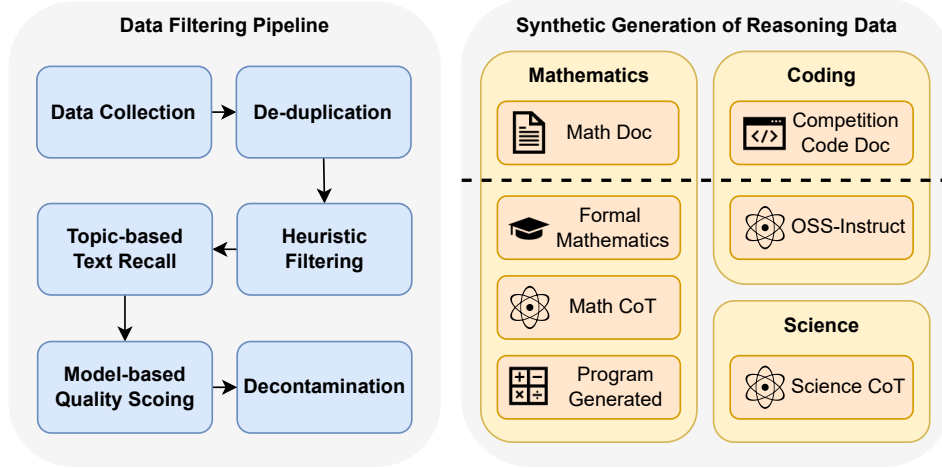 Data Filtering Pipeline
Data Collection
De-duplication
Heuristic
Filtering
Topic-based
Text Recall
Model-based
Quality Scoing
Decontamination
Synthetic Generation of Reasoning Data
Mathematics
Math Doc
Formal
Mathematics
Math CoT
Program
Generated
Coding
Competition
Code Doc
OSS-Instruct
Science
Science CoT